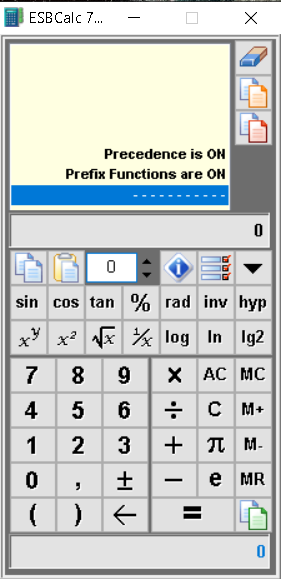 ESBCalc 7...
Precedence is ON
Prefix Functions are ON
- - - - - - - - - - -
0
0
sin cos tan % rad inv hyp
xʸ x² √x ¹/x log ln lg2
7 8 9 × AC MC
4 5 6 ÷ C M+
1 2 3 + π M-
0 , ± − e MR
( ) ← =
0